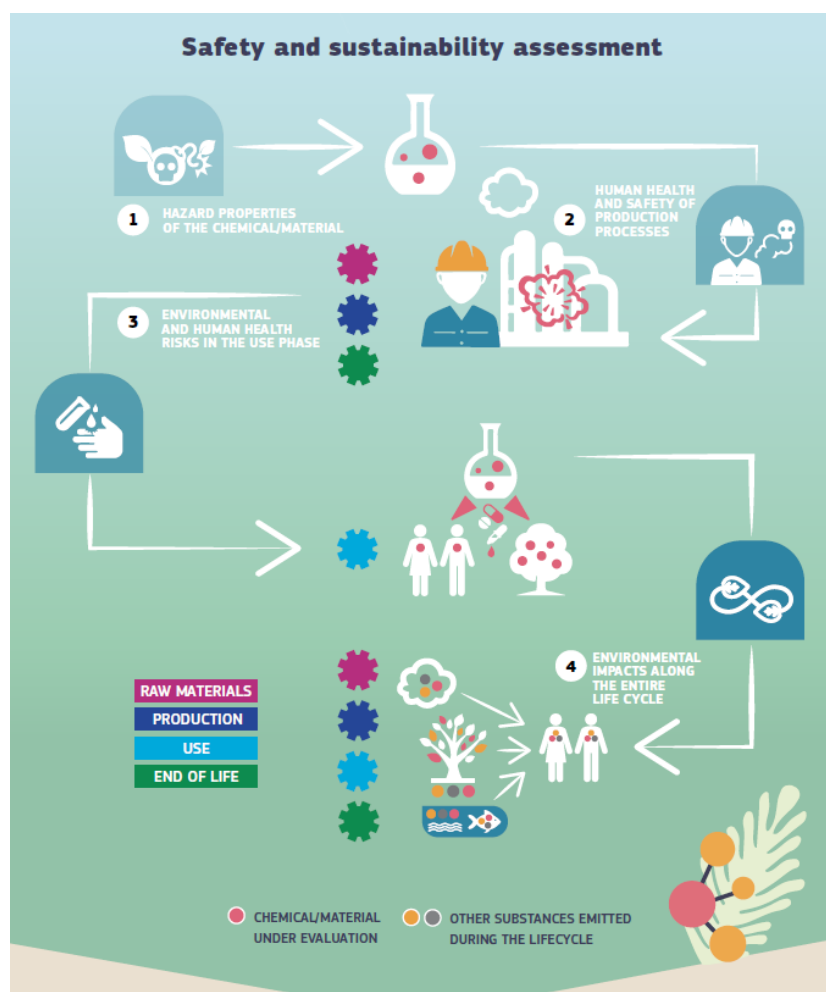 Safety and sustainability assessment
1
HAZARD PROPERTIES
OF THE CHEMICAL/MATERIAL
2
HUMAN HEALTH
AND SAFETY OF
PRODUCTION
PROCESSES
3
ENVIRONMENTAL
AND HUMAN HEALTH
RISKS IN THE USE PHASE
4
ENVIRONMENTAL
IMPACTS ALONG
THE ENTIRE
LIFE CYCLE
RAW MATERIALS
PRODUCTION
USE
END OF LIFE
CHEMICAL/MATERIAL
UNDER EVALUATION
OTHER SUBSTANCES EMITTED
DURING THE LIFECYCLE